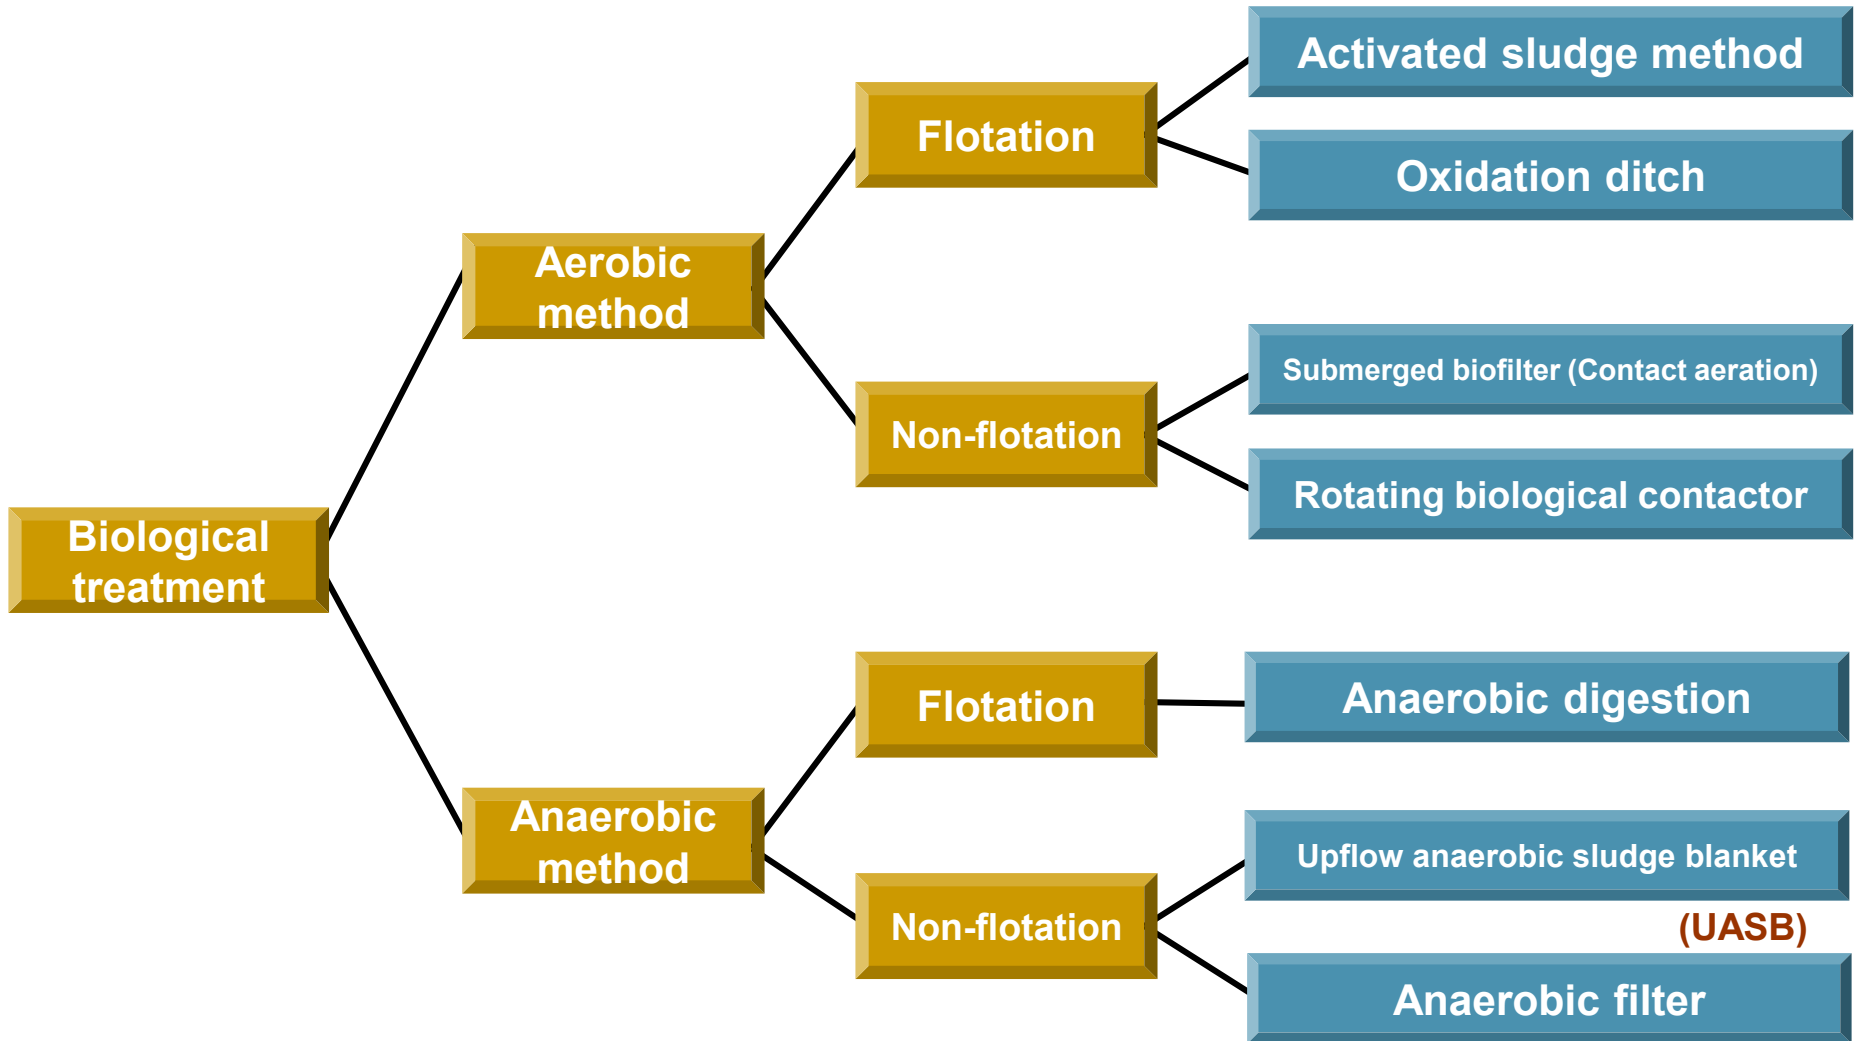 Activated sludge method
Flotation
Oxidation ditch
Aerobic
method
Submerged biofilter (Contact aeration)
Non-flotation
Rotating biological contactor
Biological
treatment
Flotation
Anaerobic digestion
Anaerobic
method
Upflow anaerobic sludge blanket
(UASB)
Non-flotation
Anaerobic filter